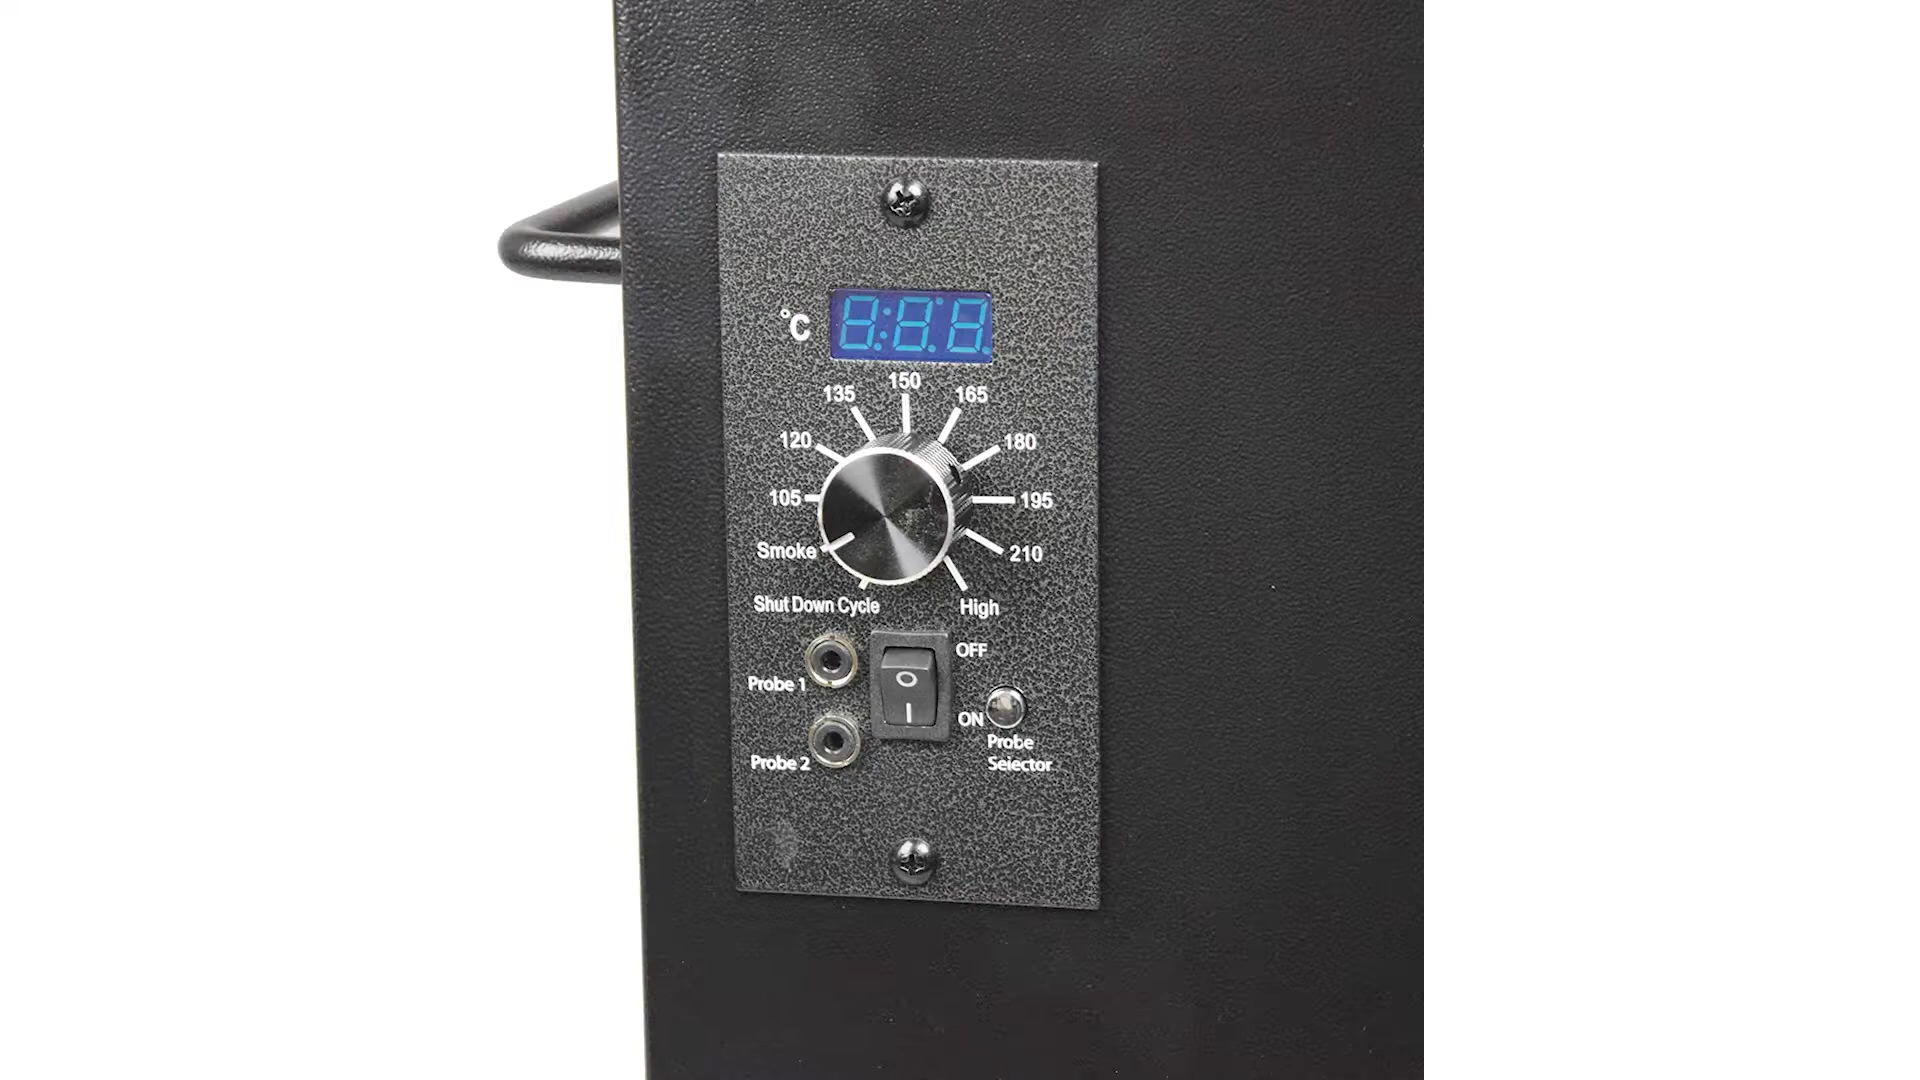 °C 8:8.8.
150
135 165
120 180
105 195
Smoke 210
Shut Down Cycle High
OFF
O
Probe 1
I
ON
Probe
Selector
Probe 2